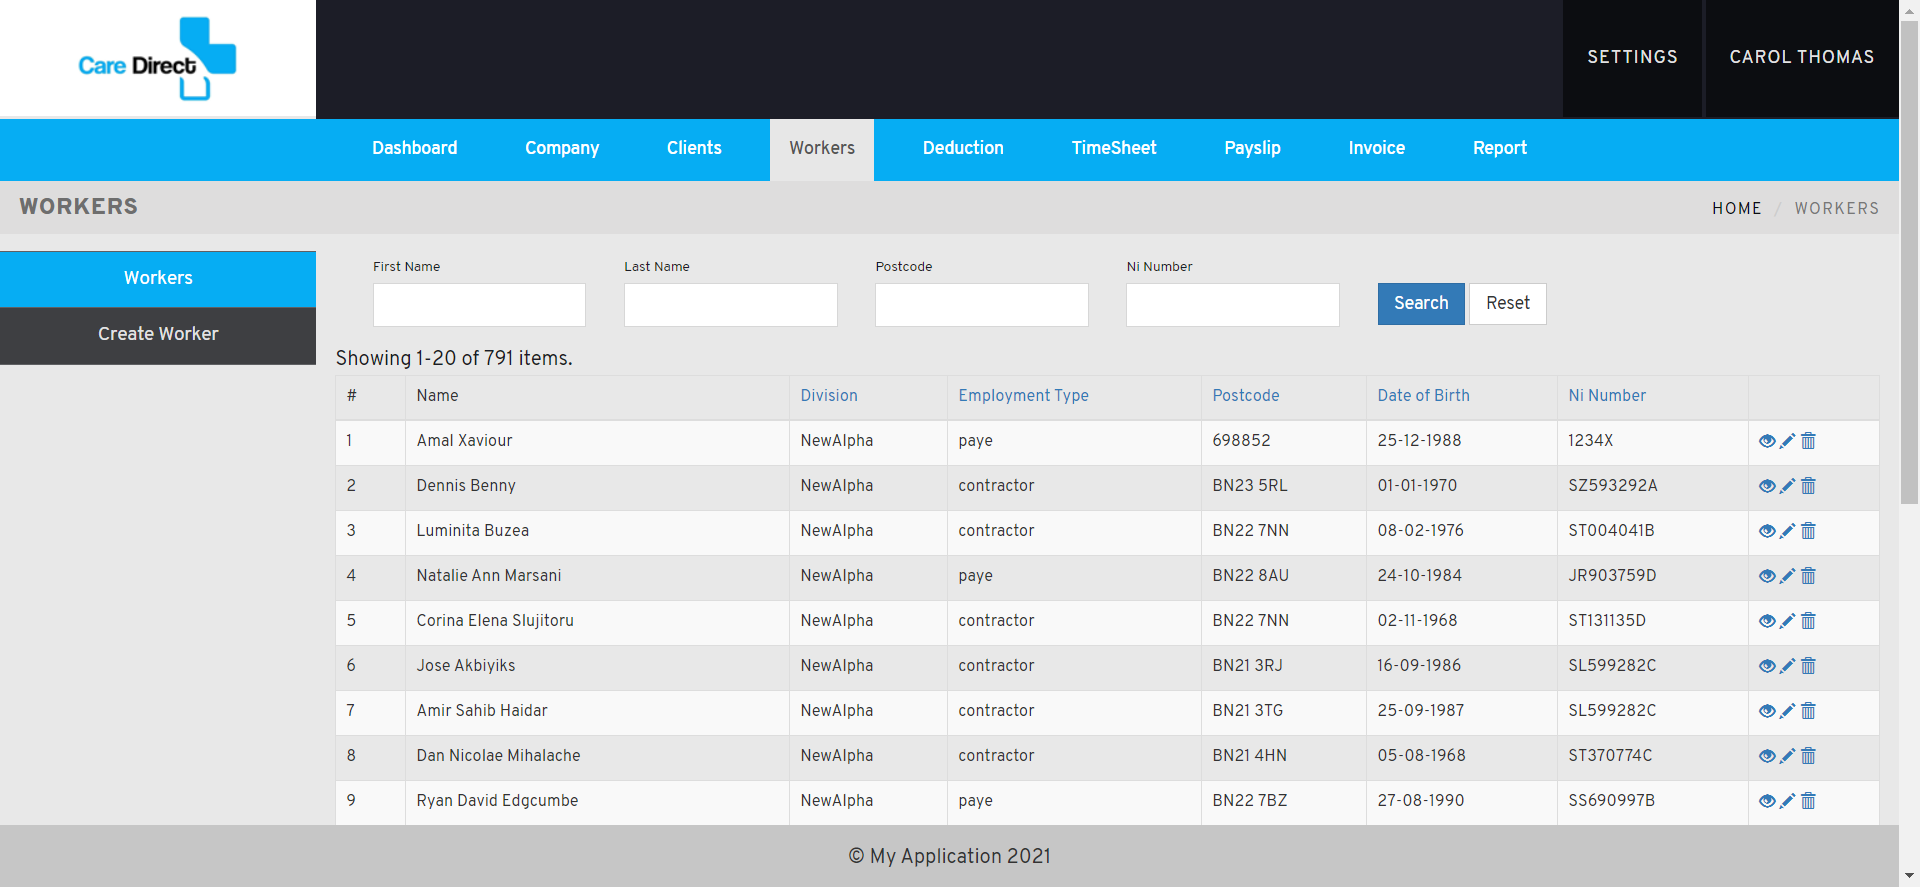 Care Direct
SETTINGS CAROL THOMAS
Dashboard Company Clients Workers Deduction TimeSheet Payslip Invoice Report
WORKERS
HOME / WORKERS
Workers
Create Worker
First Name Last Name Postcode Ni Number
Search Reset
Showing 1-20 of 791 items.
# Name Division Employment Type Postcode Date of Birth Ni Number
1 Amal Xaviour NewAlpha paye 698852 25-12-1988 1234X
2 Dennis Benny NewAlpha contractor BN23 5RL 01-01-1970 SZ593292A
3 Luminita Buzea NewAlpha contractor BN22 7NN 08-02-1976 ST004041B
4 Natalie Ann Marsani NewAlpha paye BN22 8AU 24-10-1984 JR903759D
5 Corina Elena Slujitoru NewAlpha contractor BN22 7NN 02-11-1968 ST131135D
6 Jose Akbiyiks NewAlpha contractor BN21 3RJ 16-09-1986 SL599282C
7 Amir Sahib Haidar NewAlpha contractor BN21 3TG 25-09-1987 SL599282C
8 Dan Nicolae Mihalache NewAlpha contractor BN21 4HN 05-08-1968 ST370774C
9 Ryan David Edgcumbe NewAlpha paye BN22 7BZ 27-08-1990 SS690997B
© My Application 2021